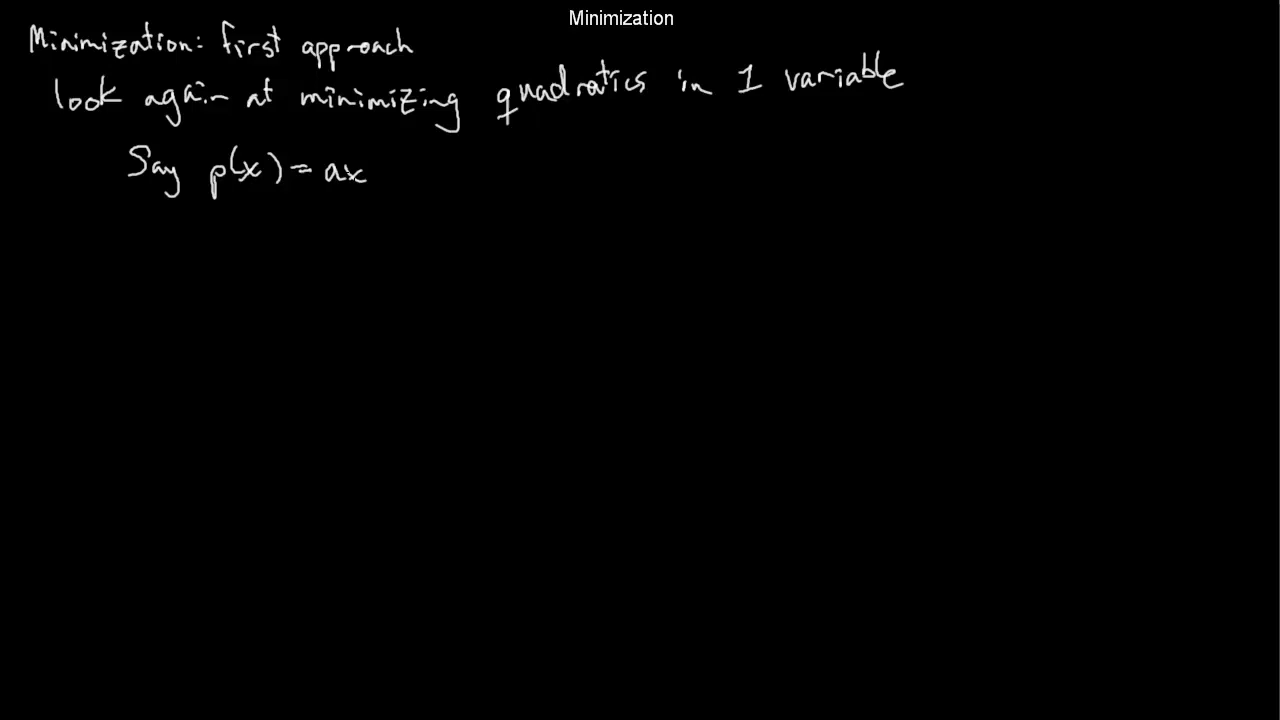 Minimization
Minimization: first approach
look again at minimizing quadratics in 1 variable
Say p(x) = ax